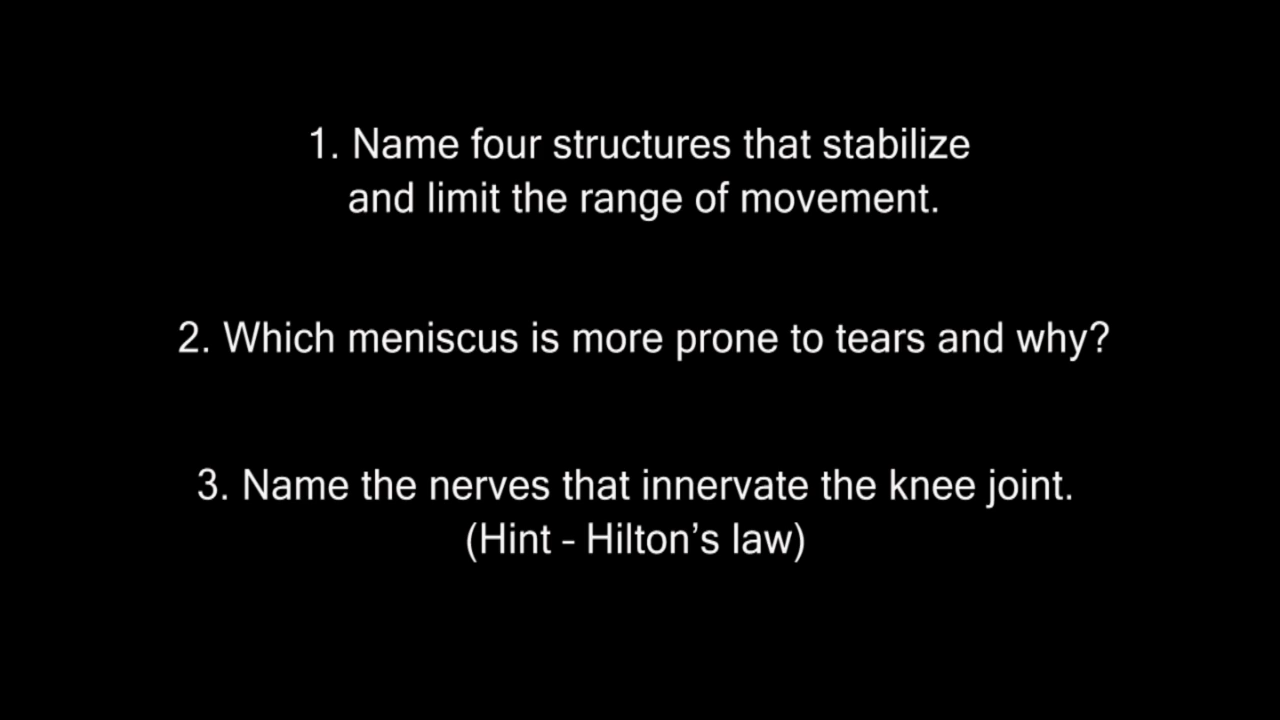 1. Name four structures that stabilize
and limit the range of movement.
2. Which meniscus is more prone to tears and why?
3. Name the nerves that innervate the knee joint.
(Hint - Hilton’s law)